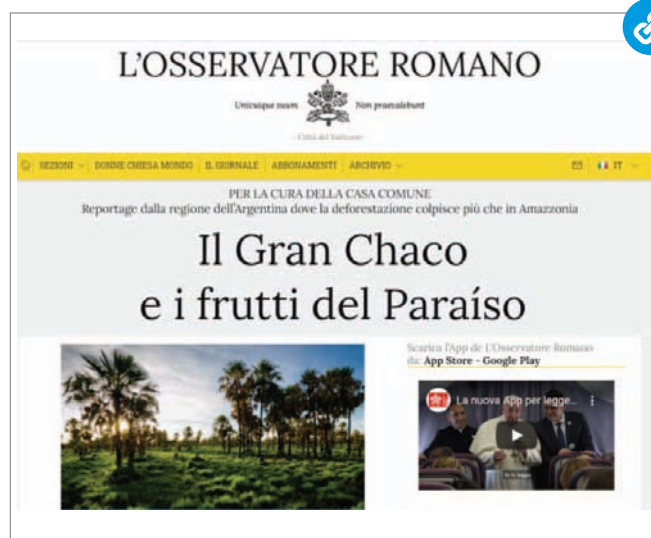 L'OSSERVATORE ROMANO
Unicuique suum
Non praevalebunt
Città del Vaticano
SEZIONI DONNE CHIESA MONDO IL GIORNALE ABBONAMENTI ARCHIVIO IT
PER LA CURA DELLA CASA COMUNE
Reportage dalla regione dell'Argentina dove la deforestazione colpisce più che in Amazzonia
Il Gran Chaco
e i frutti del Paraíso
Scarica l'App de L'Osservatore Romano
da: App Store - Google Play
La nuova App per legge...